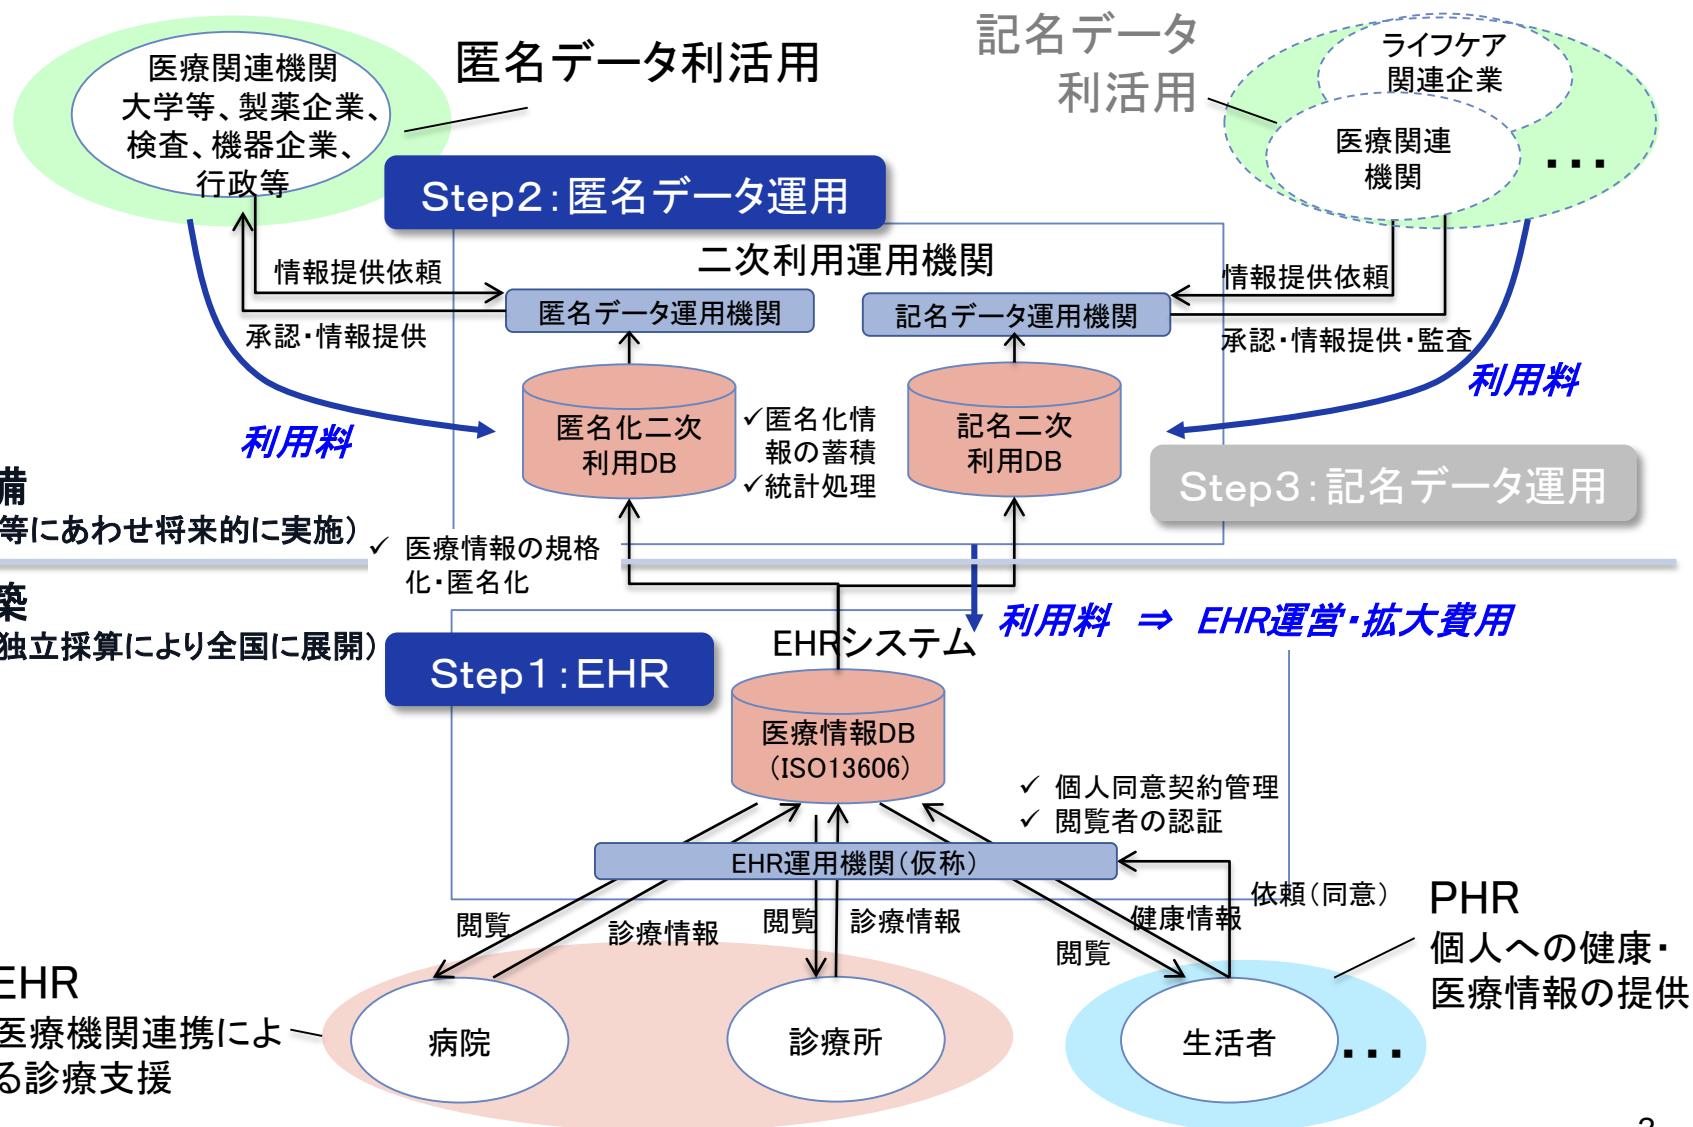 医療関連機関
大学等、製薬企業、
検査、機器企業、
行政等
匿名データ利活用
記名データ
利活用
ライフケア
関連企業
医療関連
機関
・・・
Step2：匿名データ運用
二次利用運用機関
情報提供依頼
匿名データ運用機関
承認・情報提供
記名データ運用機関
情報提供依頼
承認・情報提供・監査
利用料
利用料
匿名化二次
利用DB
✓匿名化情
報の蓄積
✓統計処理
記名二次
利用DB
Step3：記名データ運用
備
等にあわせ将来的に実施）
✓ 医療情報の規格
化・匿名化
築
独立採算により全国に展開）
利用料 ⇒ EHR運営・拡大費用
EHRシステム
Step1：EHR
医療情報DB
（ISO13606）
✓ 個人同意契約管理
✓ 閲覧者の認証
EHR運用機関（仮称）
依頼（同意）
閲覧
診療情報
閲覧
診療情報
閲覧
健康情報
PHR
個人への健康・
医療情報の提供
EHR
医療機関連携によ
る診療支援
病院
診療所
生活者
・・・